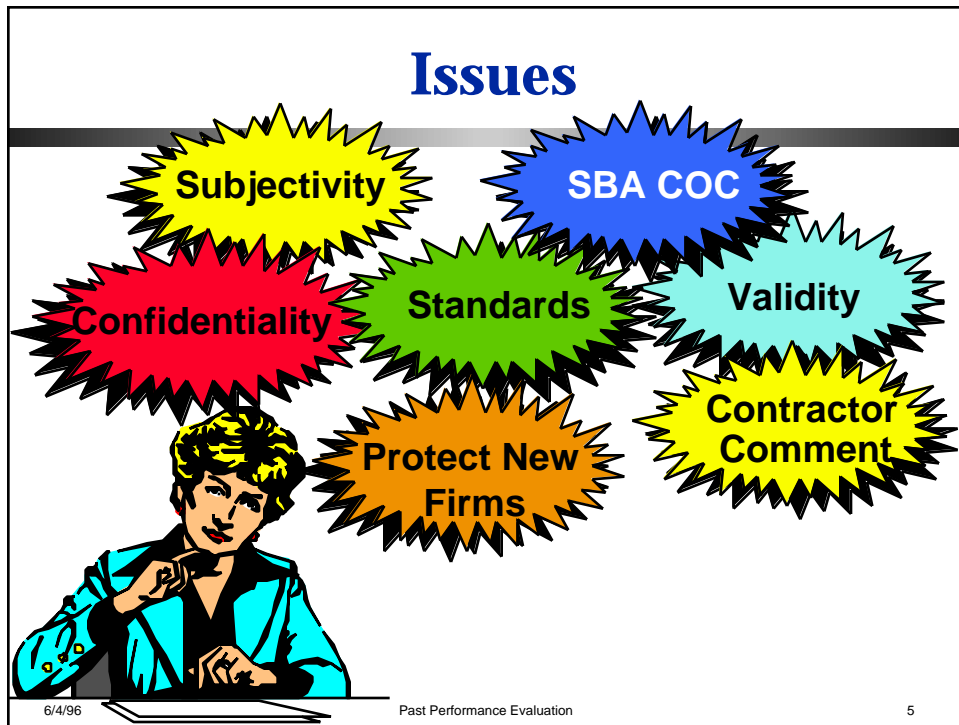 Issues
Subjectivity
SBA COC
Confidentiality
Standards
Validity
Protect New
Firms
Contractor
Comment
6/4/96
Past Performance Evaluation
5